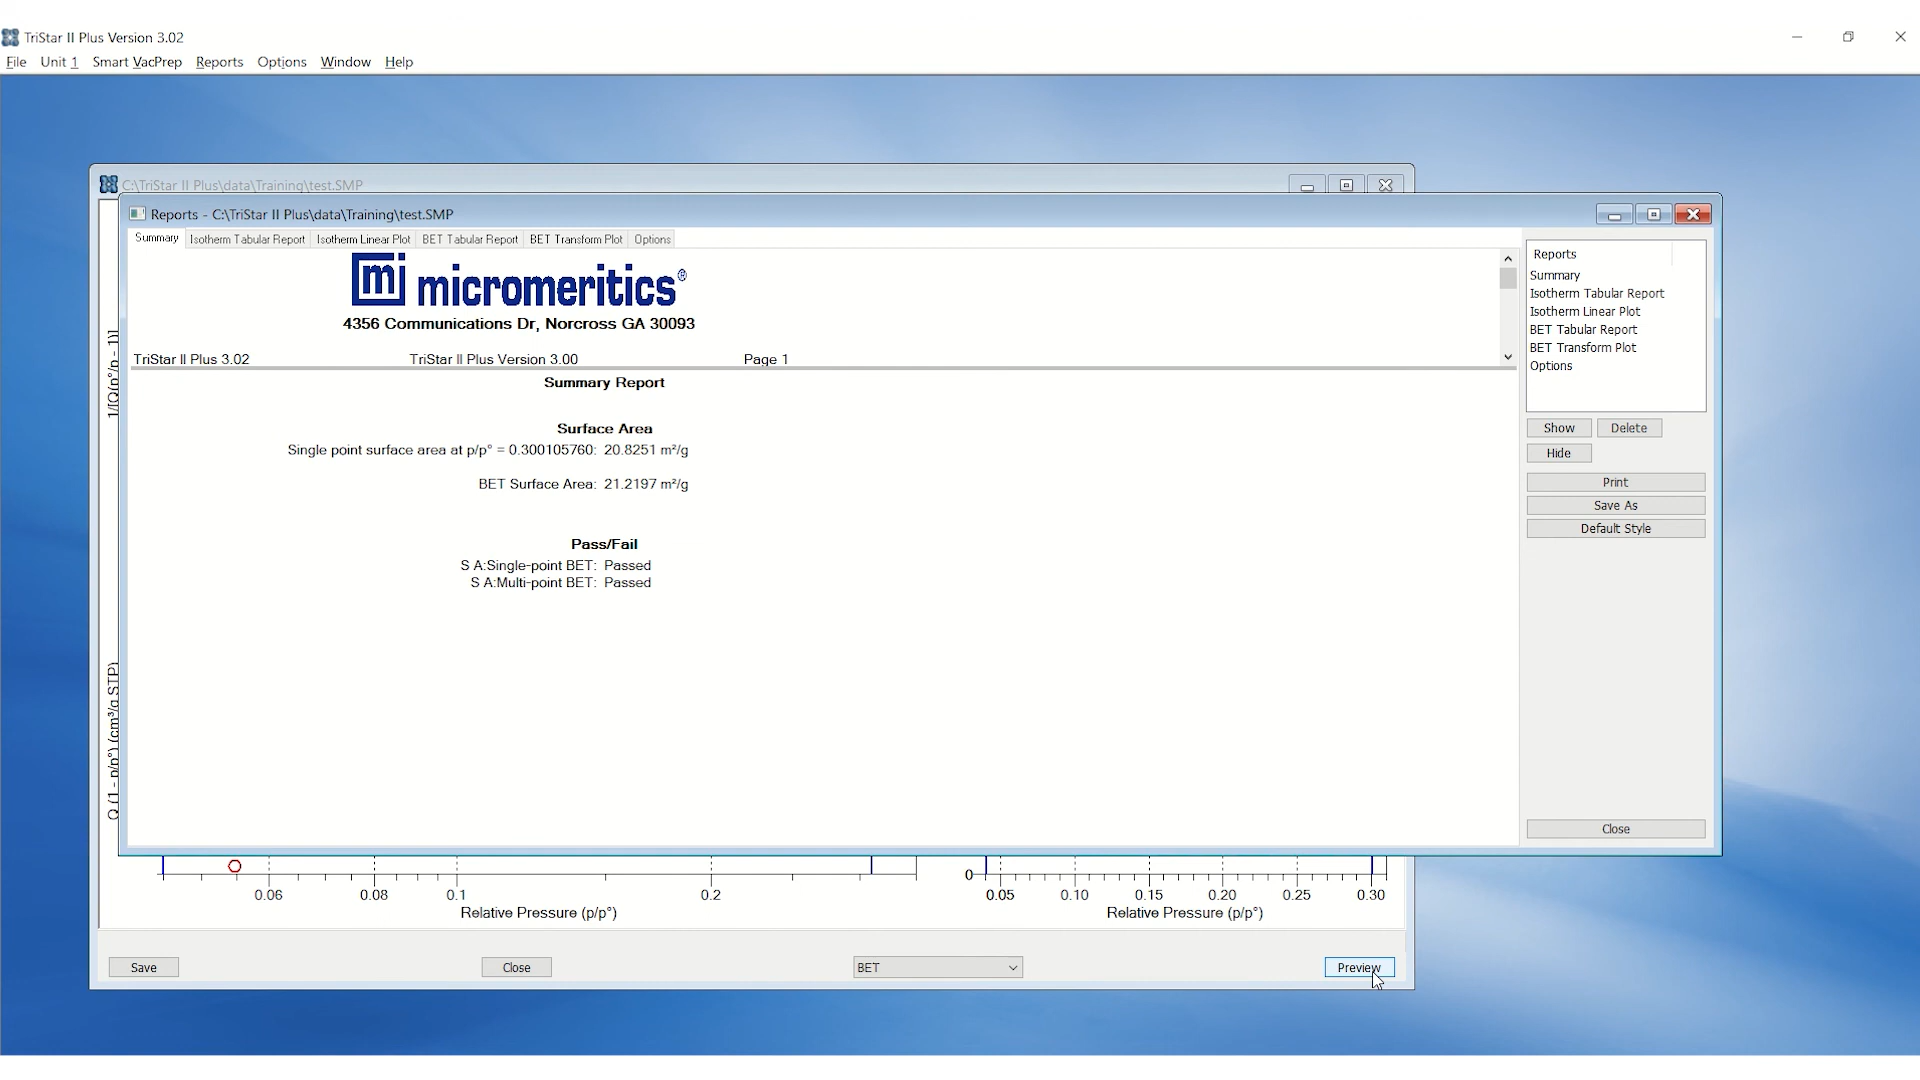 TriStar II Plus Version 3.02
File Unit 1 Smart VacPrep Reports Options Window Help
C:\TriStar II Plus\data\Training\test.SMP
Reports - C:\TriStar II Plus\data\Training\test.SMP
Summary Isotherm Tabular Report Isotherm Linear Plot BET Tabular Report BET Transform Plot Options
mi micromeritics®
4356 Communications Dr, Norcross GA 30093
TriStar II Plus 3.02 TriStar II Plus Version 3.00 Page 1
Summary Report
Surface Area
Single point surface area at p/p° = 0.300105760: 20.8251 m²/g
BET Surface Area: 21.2197 m²/g
Pass/Fail
S A:Single-point BET: Passed
S A:Multi-point BET: Passed
Reports
Summary
Isotherm Tabular Report
Isotherm Linear Plot
BET Tabular Report
BET Transform Plot
Options
Show Delete
Hide
Print
Save As
Default Style
Close
1/[Q(p°/p - 1)]
Q (1 - p/p°) (cm³/g STP)
0.06 0.08 0.1 0.2
Relative Pressure (p/p°)
0
0.05 0.10 0.15 0.20 0.25 0.30
Relative Pressure (p/p°)
Save Close BET Preview